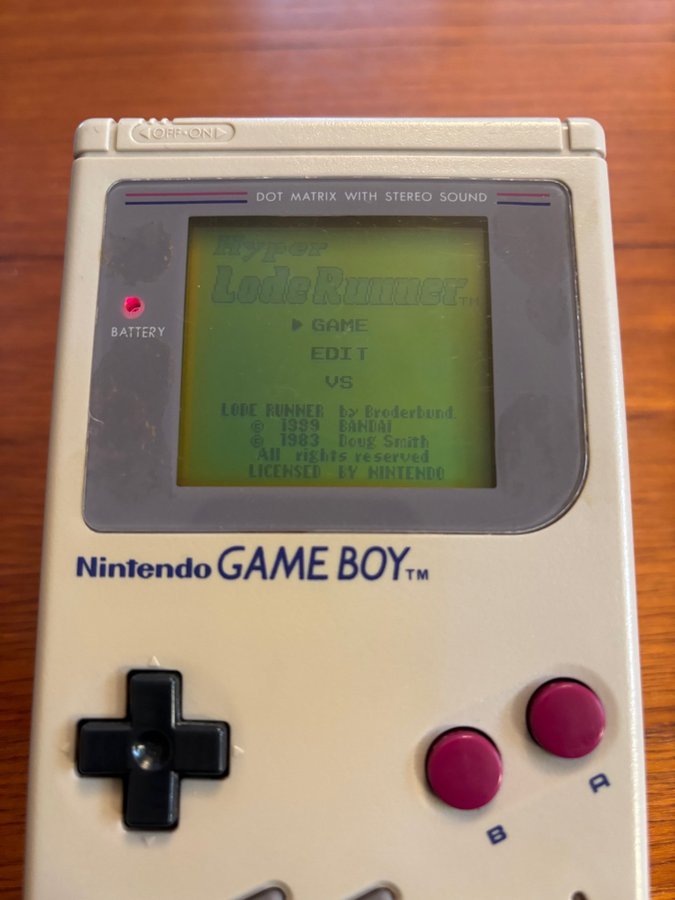 OFF•ON
DOT MATRIX WITH STEREO SOUND
BATTERY
Hyper
Lode Runner TM
GAME
EDIT
VS
LODE RUNNER by Broderbund.
© 1999 BANDAI
© 1983 Doug Smith
All rights reserved
LICENSED BY NINTENDO
Nintendo GAME BOY TM
A
B